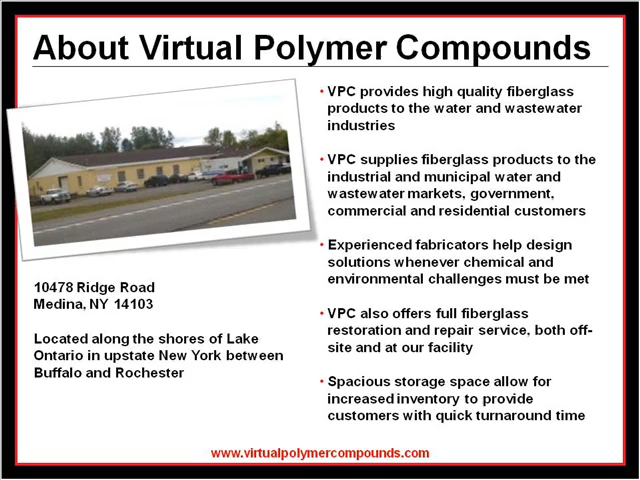 About Virtual Polymer Compounds
10478 Ridge Road
Medina, NY 14103
Located along the shores of Lake
Ontario in upstate New York between
Buffalo and Rochester
• VPC provides high quality fiberglass
products to the water and wastewater
industries
• VPC supplies fiberglass products to the
industrial and municipal water and
wastewater markets, government,
commercial and residential customers
• Experienced fabricators help design
solutions whenever chemical and
environmental challenges must be met
• VPC also offers full fiberglass
restoration and repair service, both off-
site and at our facility
• Spacious storage space allow for
increased inventory to provide
customers with quick turnaround time
www.virtualpolymercompounds.com